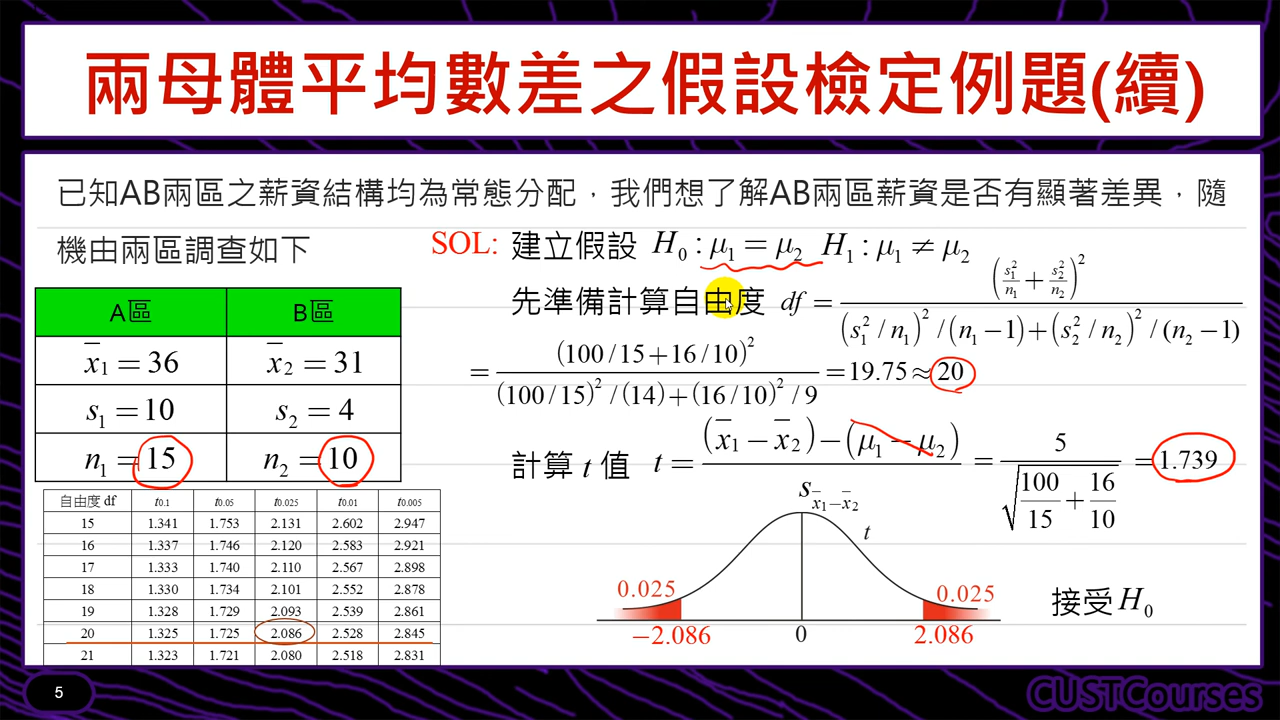 兩母體平均數差之假設檢定例題(續)
已知AB兩區之薪資結構均為常態分配，我們想了解AB兩區薪資是否有顯著差異，隨
機由兩區調查如下
SOL: 建立假設 H₀ : μ₁ = μ₂ H₁ : μ₁ ≠ μ₂
先準備計算自由度 df = (s₁²/n₁ + s₂²/n₂)² / (s₁² / n₁)² / (n₁ − 1) + (s₂² / n₂)² / (n₂ − 1)
= (100 / 15 + 16 / 10)² / (100 / 15)² / (14) + (16 / 10)² / 9 = 19.75 ≈ 20
計算 t 值 t = (x̄₁ − x̄₂) − (μ₁ − μ₂) / s x̄₁−x̄₂ = 5 / √(100/15 + 16/10) = 1.739
A區 B區
x̄₁ = 36 x̄₂ = 31
s₁ = 10 s₂ = 4
n₁ = 15 n₂ = 10
自由度 df t0.1 t0.05 t0.025 t0.01 t0.005
15 1.341 1.753 2.131 2.602 2.947
16 1.337 1.746 2.120 2.583 2.921
17 1.333 1.740 2.110 2.567 2.898
18 1.330 1.734 2.101 2.552 2.878
19 1.328 1.729 2.093 2.539 2.861
20 1.325 1.725 2.086 2.528 2.845
21 1.323 1.721 2.080 2.518 2.831
t
0.025 0.025
−2.086 0 2.086
接受 H₀
5
CUSTCourses